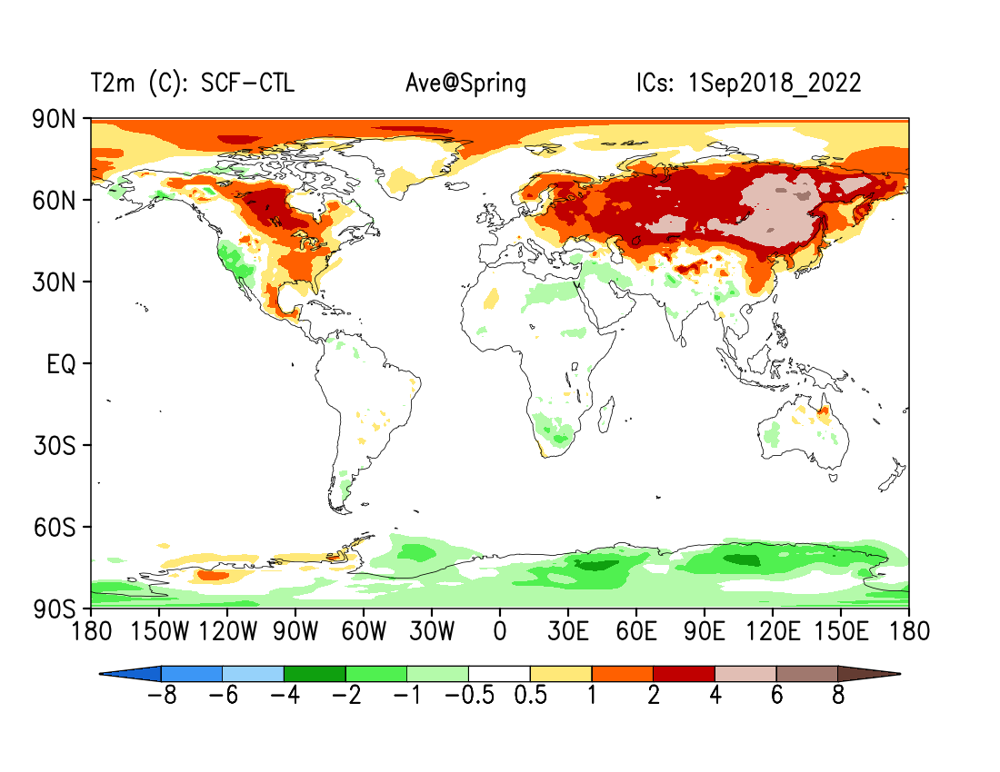 T2m (C): SCF-CTL Ave@Spring ICs: 1Sep2018_2022
90N
60N
30N
EQ
30S
60S
90S
180 150W 120W 90W 60W 30W 0 30E 60E 90E 120E 150E 180
-8 -6 -4 -2 -1 -0.5 0.5 1 2 4 6 8